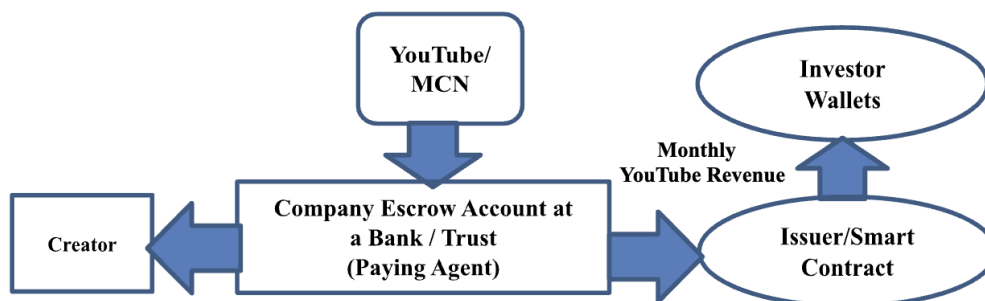 YouTube/
MCN
Investor
Wallets
Monthly
YouTube Revenue
Creator
Company Escrow Account at
a Bank / Trust
(Paying Agent)
Issuer/Smart
Contract